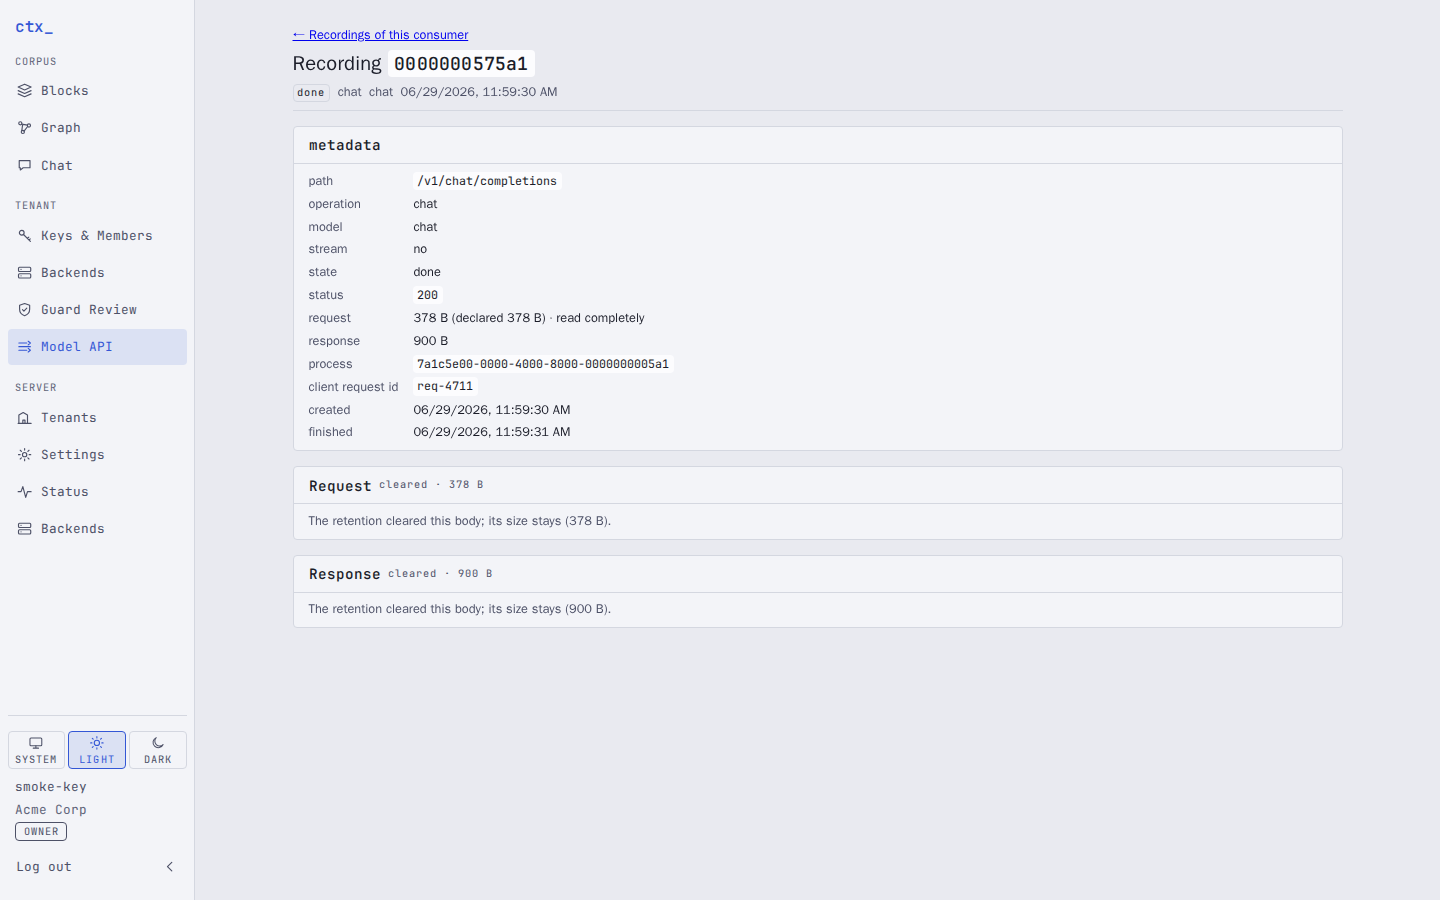 ctx_
CORPUS
Blocks
Graph
Chat
TENANT
Keys & Members
Backends
Guard Review
Model API
SERVER
Tenants
Settings
Status
Backends
SYSTEM
LIGHT
DARK
smoke-key
Acme Corp
OWNER
Log out
← Recordings of this consumer
Recording 0000000575a1
done chat chat 06/29/2026, 11:59:30 AM
metadata
path /v1/chat/completions
operation chat
model chat
stream no
state done
status 200
request 378 B (declared 378 B) · read completely
response 900 B
process 7a1c5e00-0000-4000-8000-0000000005a1
client request id req-4711
created 06/29/2026, 11:59:30 AM
finished 06/29/2026, 11:59:31 AM
Request cleared · 378 B
The retention cleared this body; its size stays (378 B).
Response cleared · 900 B
The retention cleared this body; its size stays (900 B).